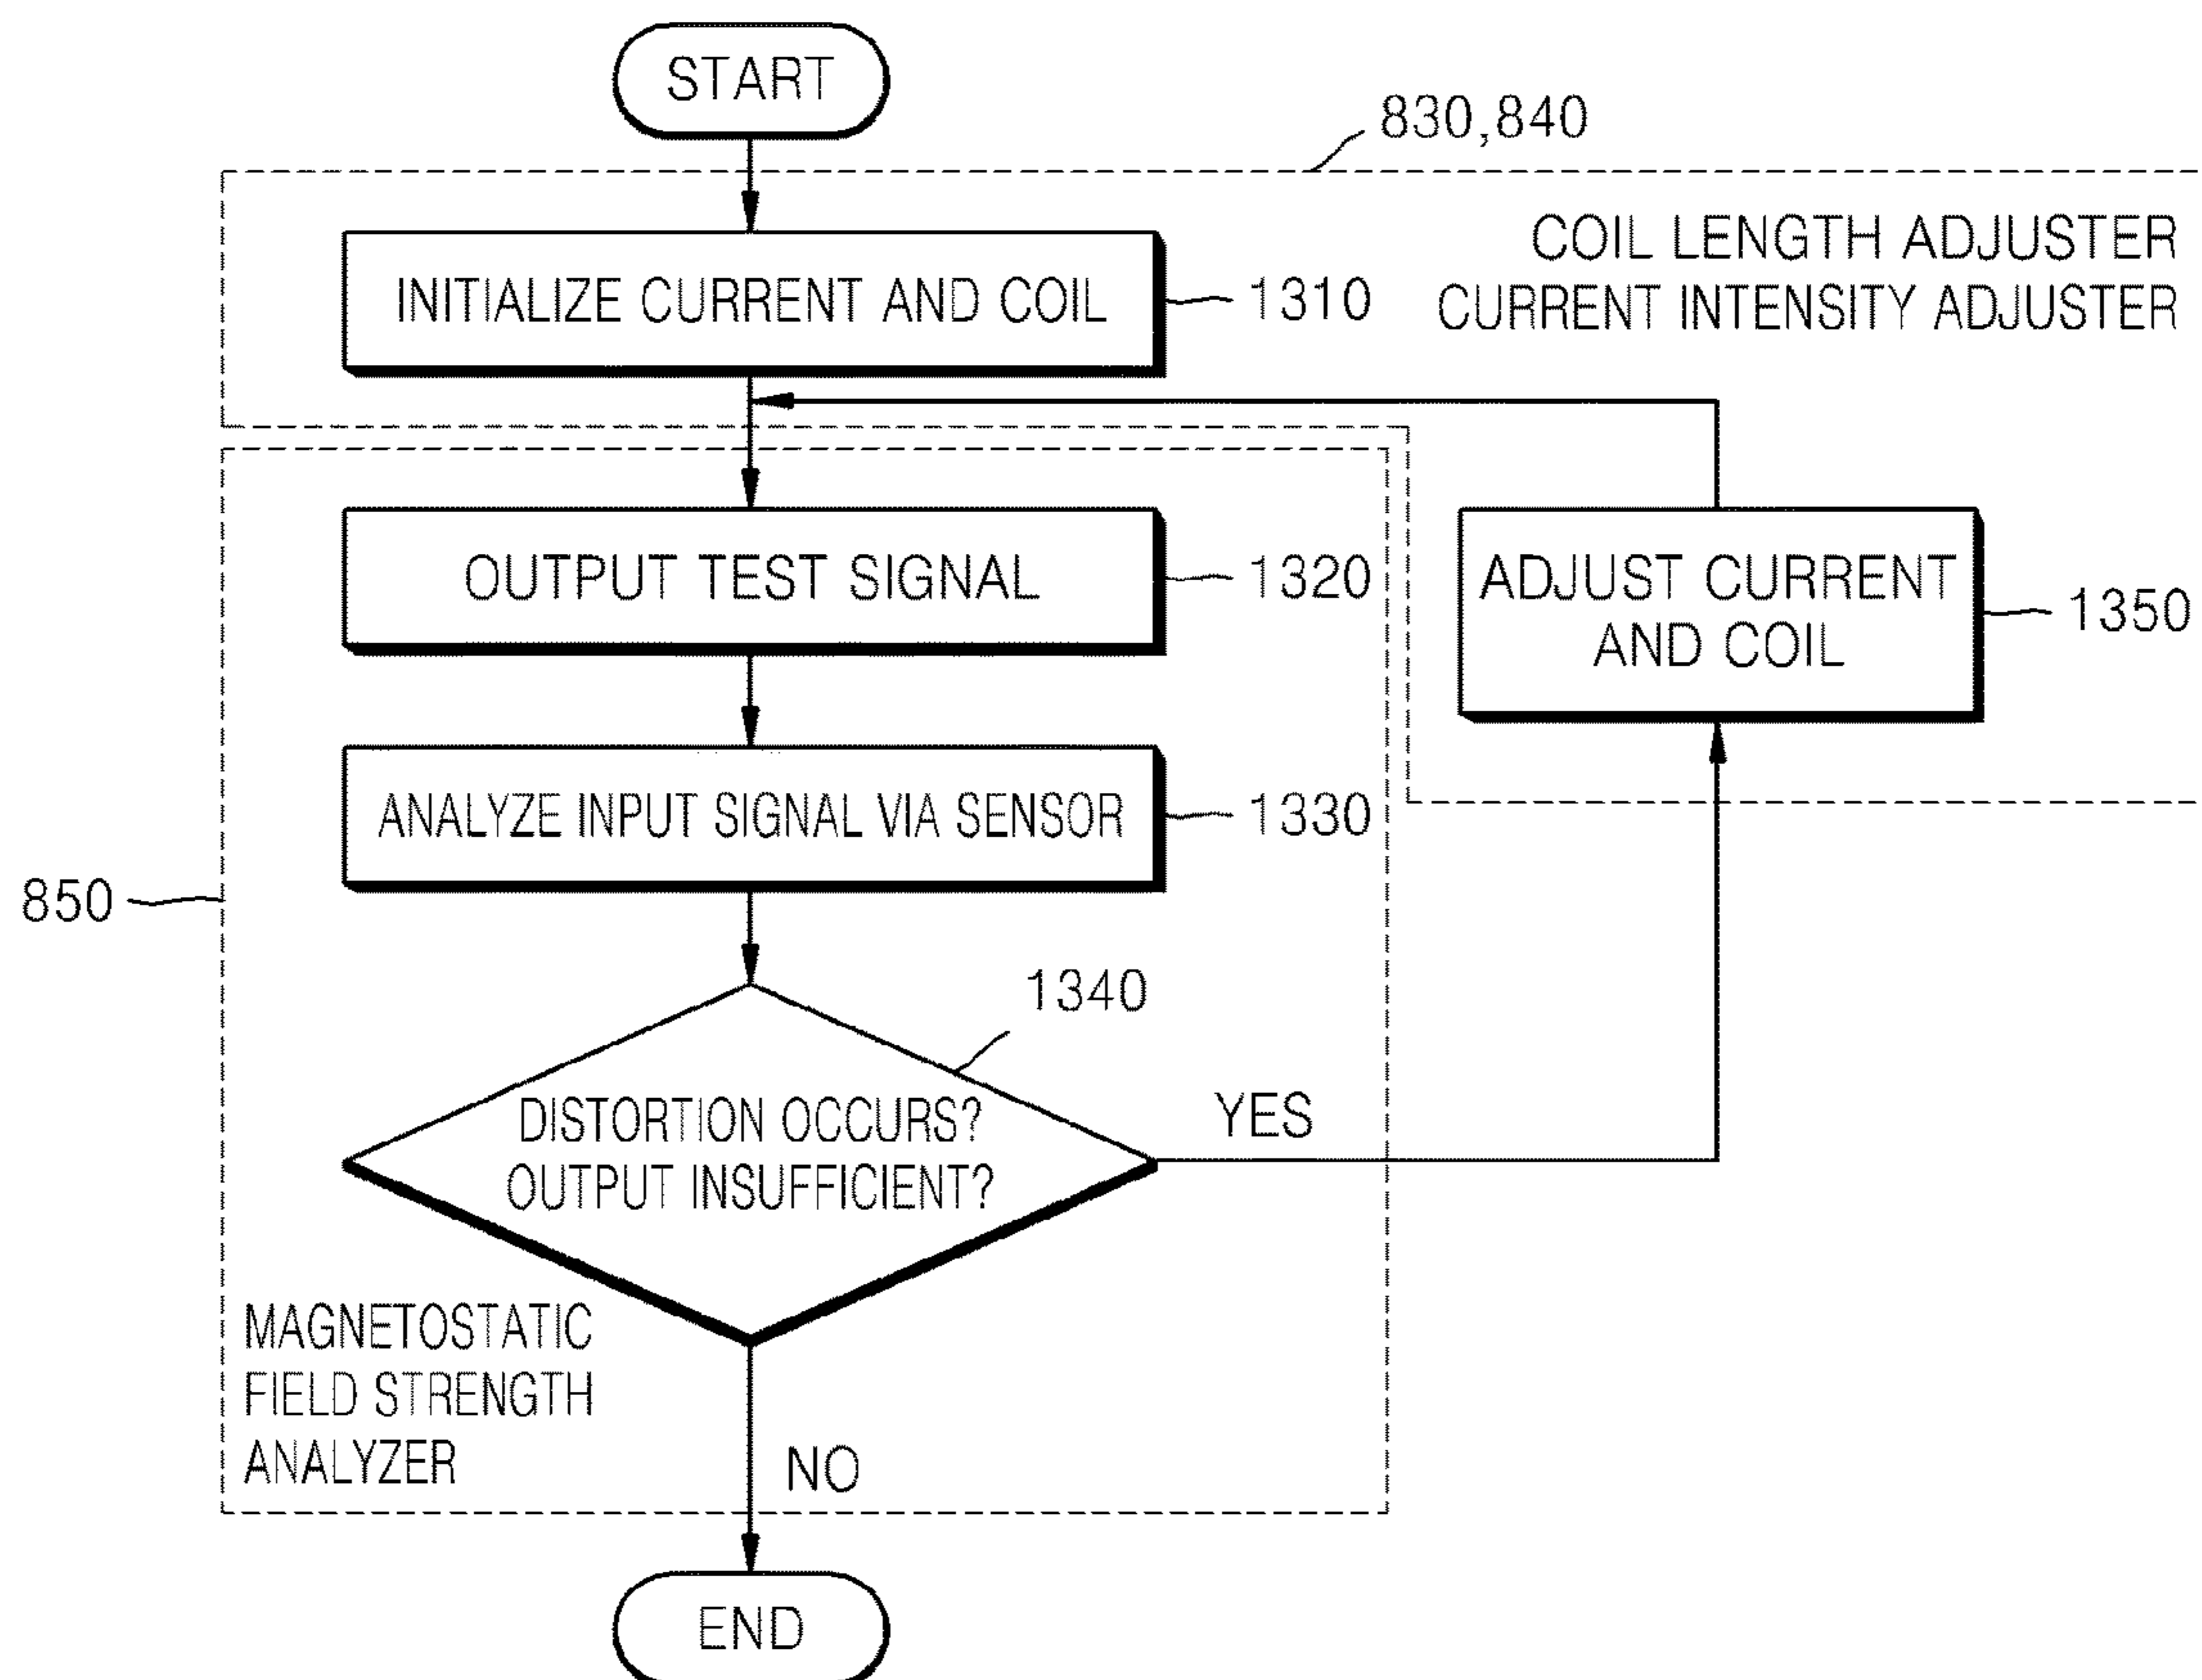 START
830,840
COIL LENGTH ADJUSTER
CURRENT INTENSITY ADJUSTER
INITIALIZE CURRENT AND COIL
1310
OUTPUT TEST SIGNAL
1320
ADJUST CURRENT
AND COIL
1350
ANALYZE INPUT SIGNAL VIA SENSOR
1330
850
1340
DISTORTION OCCURS?
OUTPUT INSUFFICIENT?
YES
MAGNETOSTATIC
FIELD STRENGTH
ANALYZER
NO
END